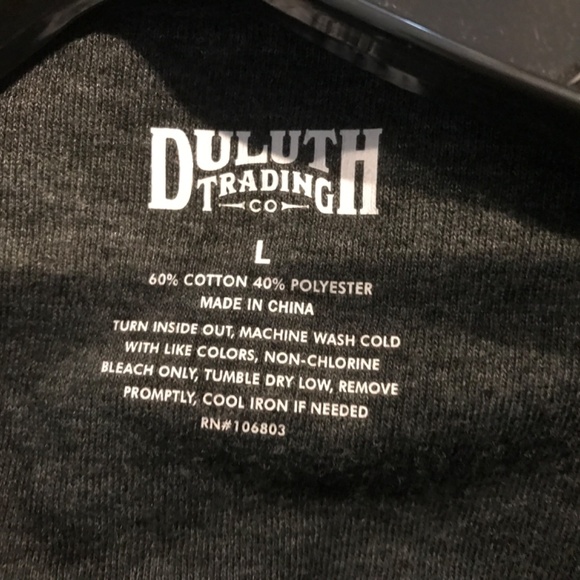 DULUTH
TRADING
CO
L
60% COTTON 40% POLYESTER
MADE IN CHINA
TURN INSIDE OUT, MACHINE WASH COLD
WITH LIKE COLORS, NON-CHLORINE
BLEACH ONLY, TUMBLE DRY LOW, REMOVE
PROMPTLY, COOL IRON IF NEEDED
RN#106803